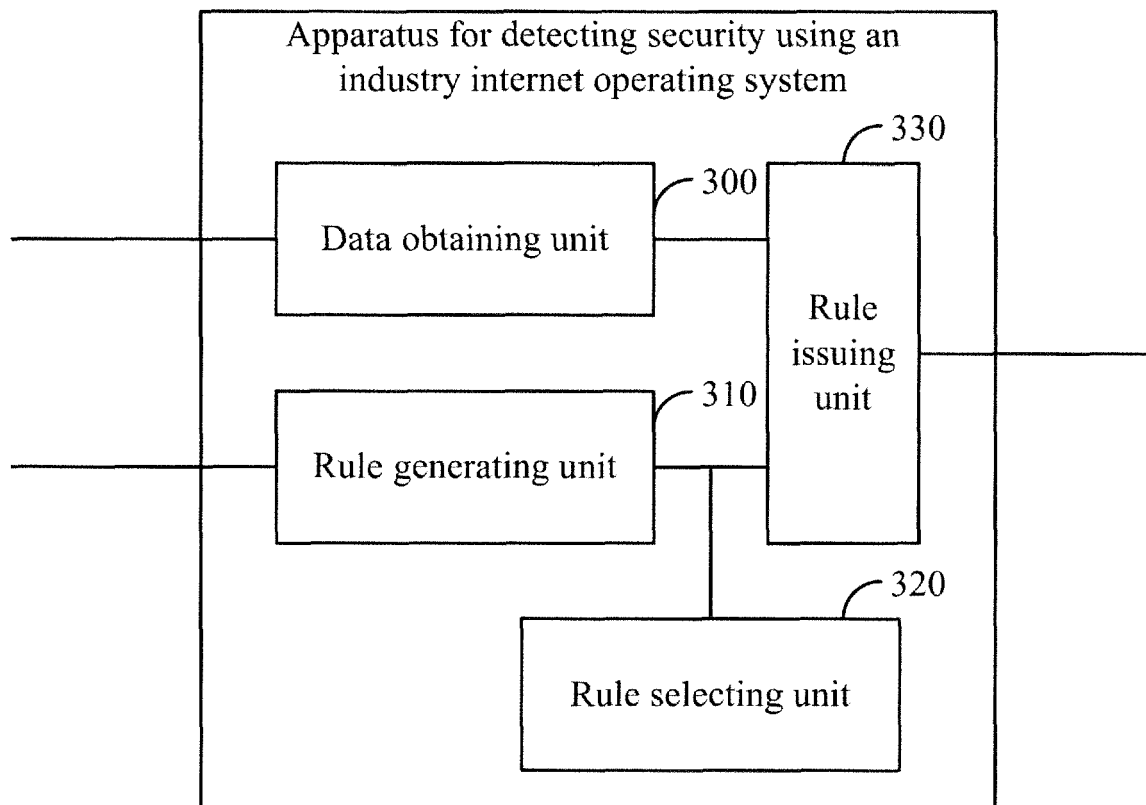 Apparatus for detecting security using an
industry internet operating system
330
300
Data obtaining unit
Rule
issuing
unit
310
Rule generating unit
320
Rule selecting unit